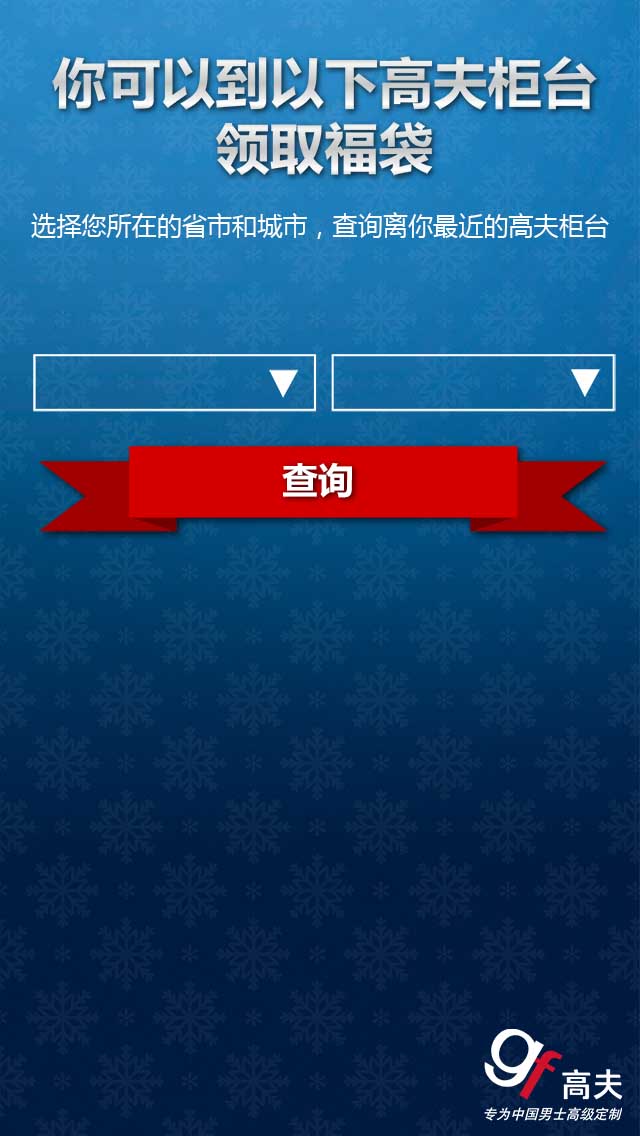 你可以到以下高夫柜台
领取福袋
选择您所在的省市和城市，查询离你最近的高夫柜台
查询
gf 高夫
专为中国男士高级定制